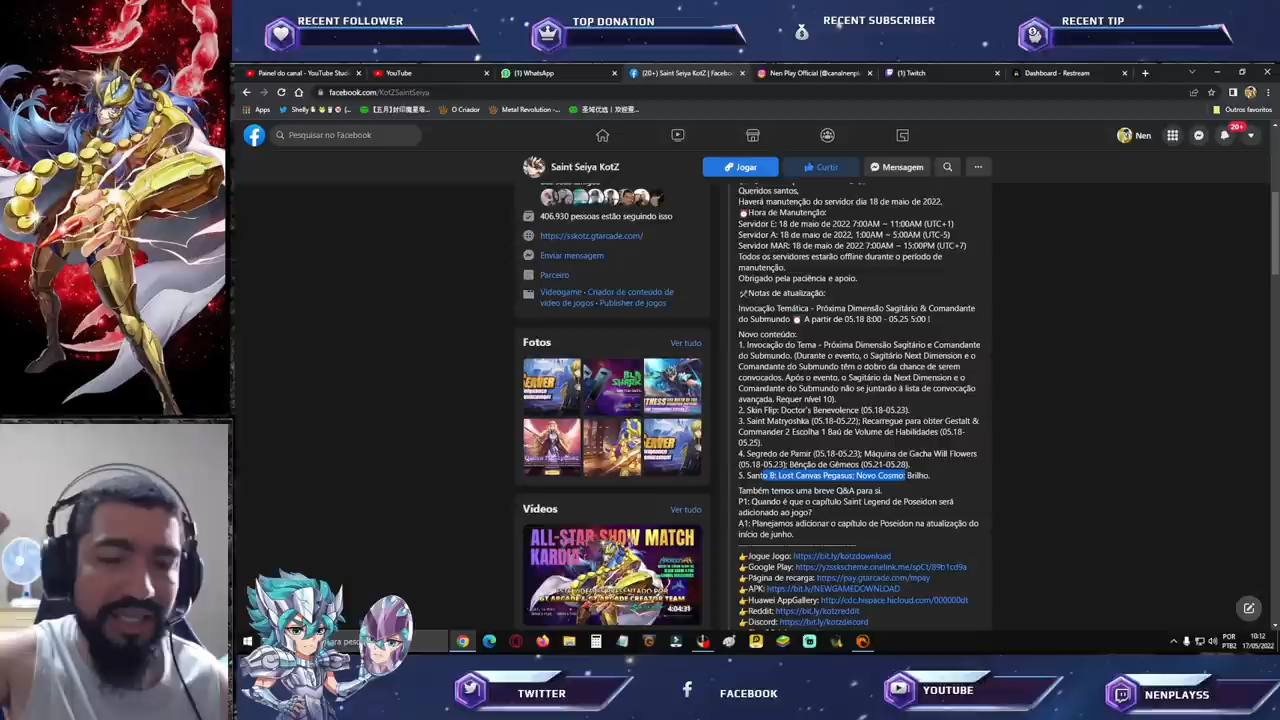 RECENT FOLLOWER
TOP DONATION
RECENT SUBSCRIBER
RECENT TIP
Painel do canal - YouTube Studi
YouTube
(1) WhatsApp
(20+) Saint Seiya KotZ | Facebo
Nen Play Official (@canalnenpl
(1) Twitch
Dashboard - Restream
facebook.com/KotZSaintSeiya
Apps
O Criador
Metal Revolution -
Outros favoritos
Pesquisar no Facebook
Nen
20+
Saint Seiya KotZ
Jogar
Curtir
Mensagem
406.930 pessoas estão seguindo isso
https://sskotz.gtarcade.com/
Enviar mensagem
Parceiro
Videogame · Criador de conteúdo de
vídeo de jogos · Publisher de jogos
Fotos
Ver tudo
Vídeos
Ver tudo
ALL-STAR SHOW MATCH
KARDIA
4:04:31
Queridos santos,
Haverá manutenção do servidor dia 18 de maio de 2022,
⏰Hora de Manutenção:
Servidor E: 18 de maio de 2022 7:00AM ~ 11:00AM (UTC+1)
Servidor A: 18 de maio de 2022, 1:00AM ~ 5:00AM (UTC-5)
Servidor MAR: 18 de maio de 2022 7:00AM ~ 15:00PM (UTC+7)
Todos os servidores estarão offline durante o período de
manutenção.
Obrigado pela paciência e apoio.
Notas de atualização:
Invocação Temática - Próxima Dimensão Sagitário & Comandante
do Submundo ⏰ A partir de 05.18 8:00 - 05.25 5:00 !
Novo conteúdo:
1. Invocação do Tema - Próxima Dimensão Sagitário e Comandante
do Submundo. (Durante o evento, o Sagitário Next Dimension e o
Comandante do Submundo têm o dobro da chance de serem
convocados. Após o evento, o Sagitário da Next Dimension e o
Comandante do Submundo não se juntarão à lista de convocação
avançada. Requer nível 10).
2. Skin Flip: Doctor's Benevolence (05.18-05.23).
3. Saint Matryoshka (05.18-05.22); Recarregue para obter Gestalt &
Commander 2 Escolha 1 Baú de Volume de Habilidades (05.18-
05.25).
4. Segredo de Pamir (05.18-05.23); Máquina de Gacha Will Flowers
(05.18-05.23); Bênção de Gêmeos (05.21-05.28).
5. Santo B: Lost Canvas Pegasus; Novo Cosmo: Brilho.
Também temos uma breve Q&A para si.
P1: Quando é que o capítulo Saint Legend de Poseidon será
adicionado ao jogo?
A1: Planejamos adicionar o capítulo de Poseidon na atualização do
início de junho.
👉Jogue Jogo: https://bit.ly/kotzdownload
👉Google Play: https://yzsskscheme.onelink.me/spCt/89b1cd9a
👉Página de recarga: https://pay.gtarcade.com/mpay
👉APK: https://bit.ly/NEWGAMEDOWNLOAD
👉Huawei AppGallery: http://cdc.hispace.hicloud.com/000000dt
👉Reddit: https://bit.ly/kotzreddit
👉Discord: https://bit.ly/kotzdiscord
POR
PTB2
10:12
17/05/2022
TWITTER
FACEBOOK
YOUTUBE
NENPLAYSS